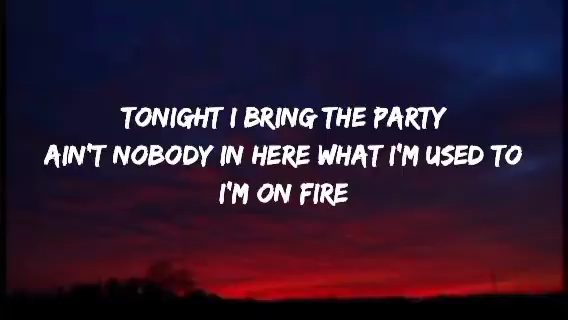 TONIGHT I BRING THE PARTY
AIN'T NOBODY IN HERE WHAT I'M USED TO
I'M ON FIRE